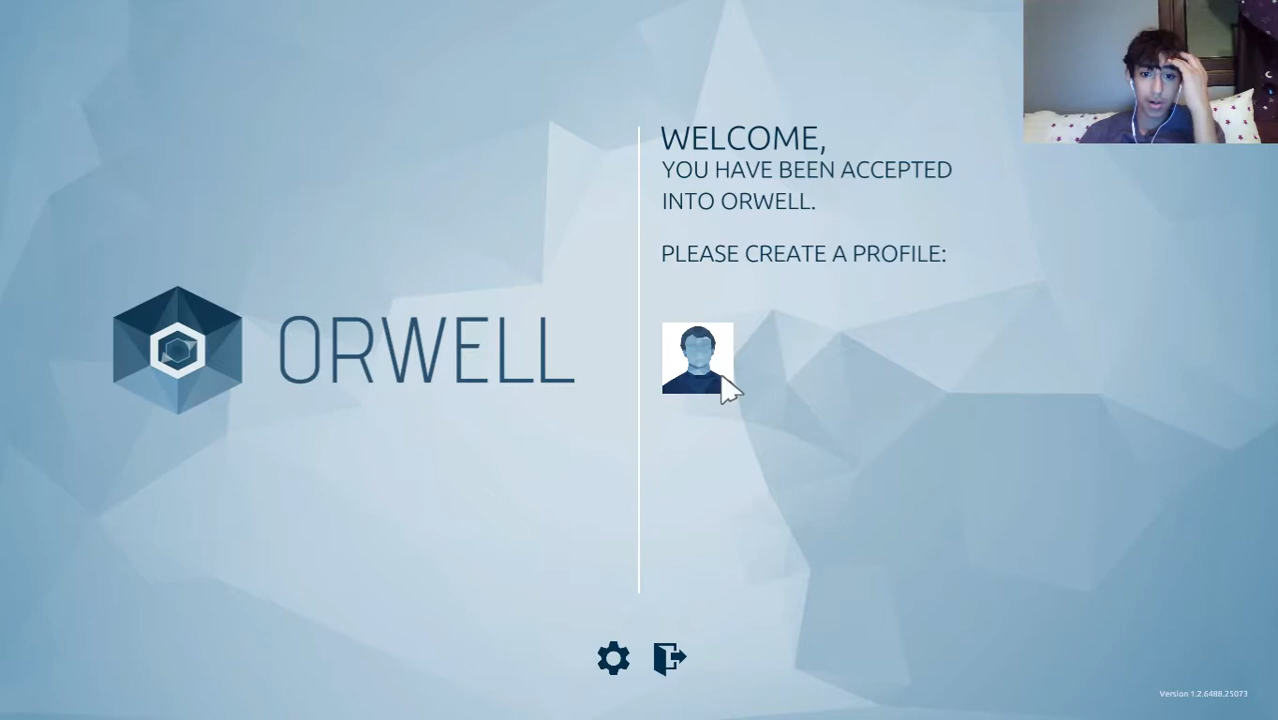 WELCOME,
YOU HAVE BEEN ACCEPTED
INTO ORWELL.
PLEASE CREATE A PROFILE:
ORWELL
Version 1.2.6488.25073